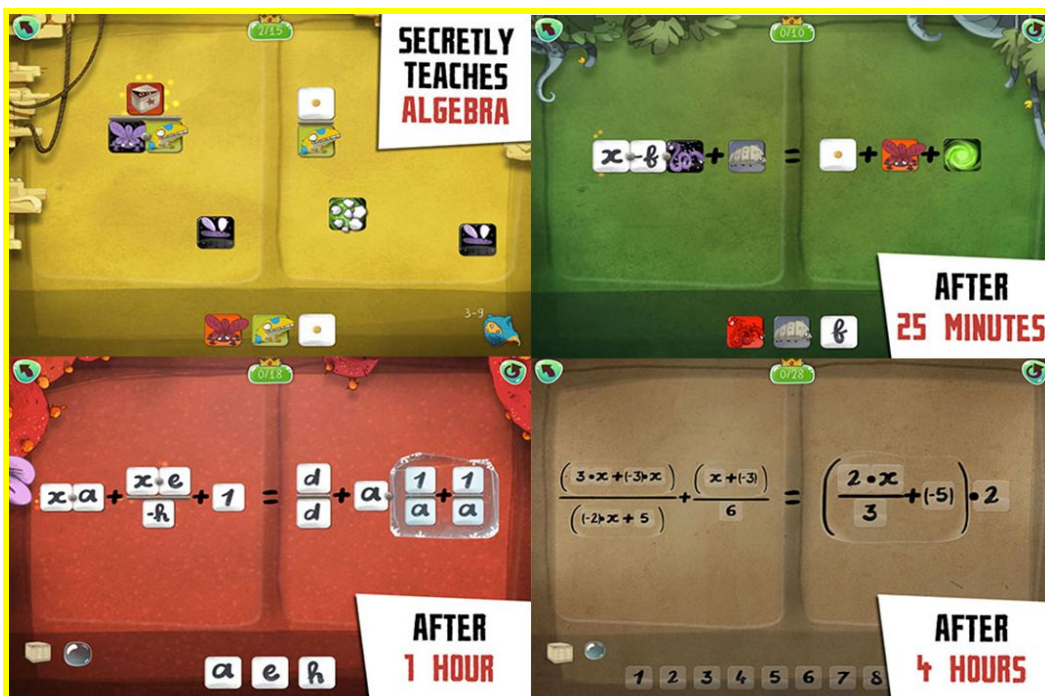 2/15
SECRETLY
TEACHES
ALGEBRA
3-9
0/10
x · -f · + = · + +
f
AFTER
25 MINUTES
0/18
x · a + x · e / -h + 1 = d / d + a · 1 / a + 1 / a
a e h
AFTER
1 HOUR
0/28
(3 · x + (-3) · x) / ((-2) · x + 5) + (x + (-3)) / 6 = (2 · x / 3 + (-5)) · 2
1 2 3 4 5 6 7 8
AFTER
4 HOURS